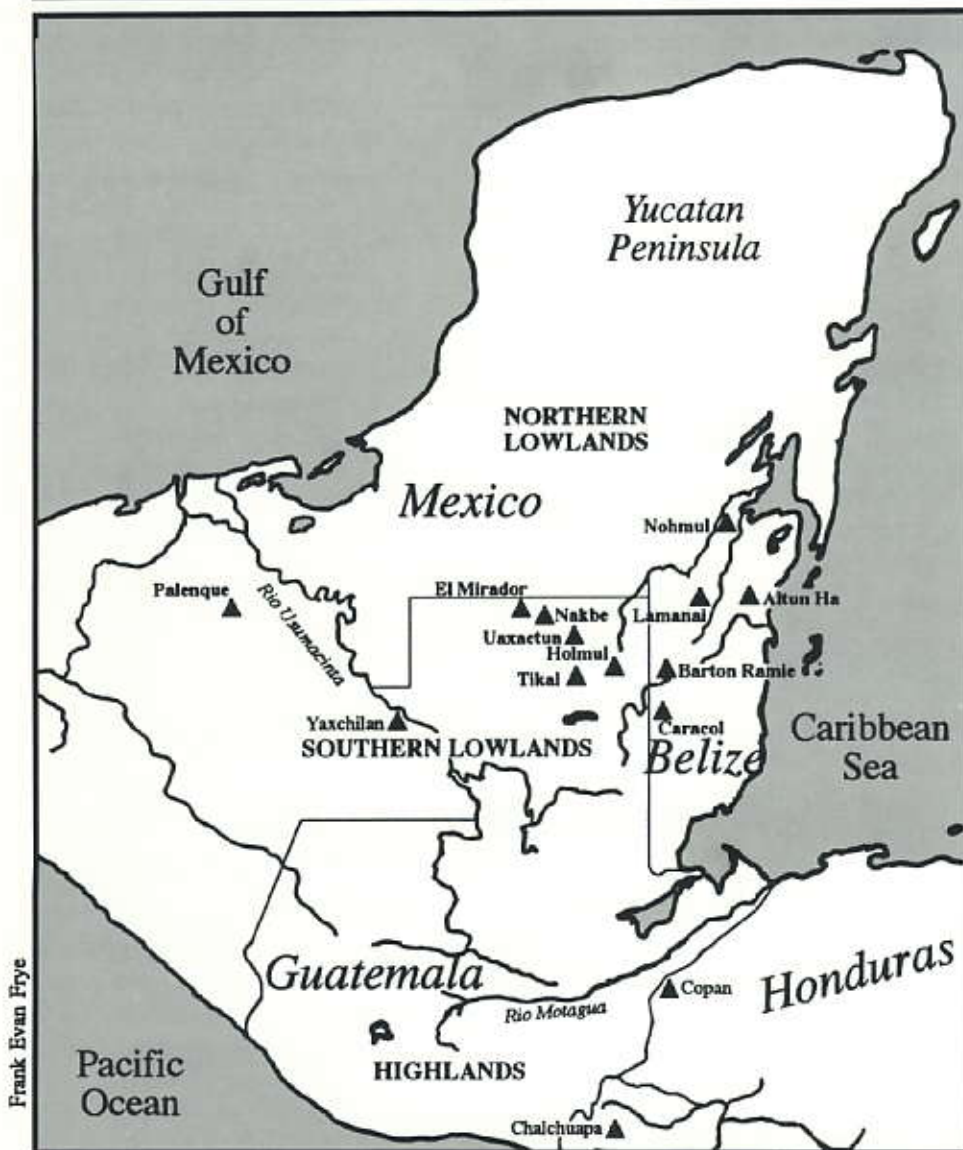 Yucatan
Peninsula
Gulf
of
Mexico
NORTHERN
LOWLANDS
Mexico
Nohmul
Palenque
Rio Usumacinta
El Mirador
Nakbe
Lamanai
Altun Ha
Uaxactun
Holmul
Tikal
Barton Ramie
Yaxchilan
Caracol
SOUTHERN LOWLANDS
Belize
Caribbean
Sea
Frank Evan Frye
Guatemala
Honduras
Copan
Rio Motagua
Pacific
Ocean
HIGHLANDS
Chalchuapa